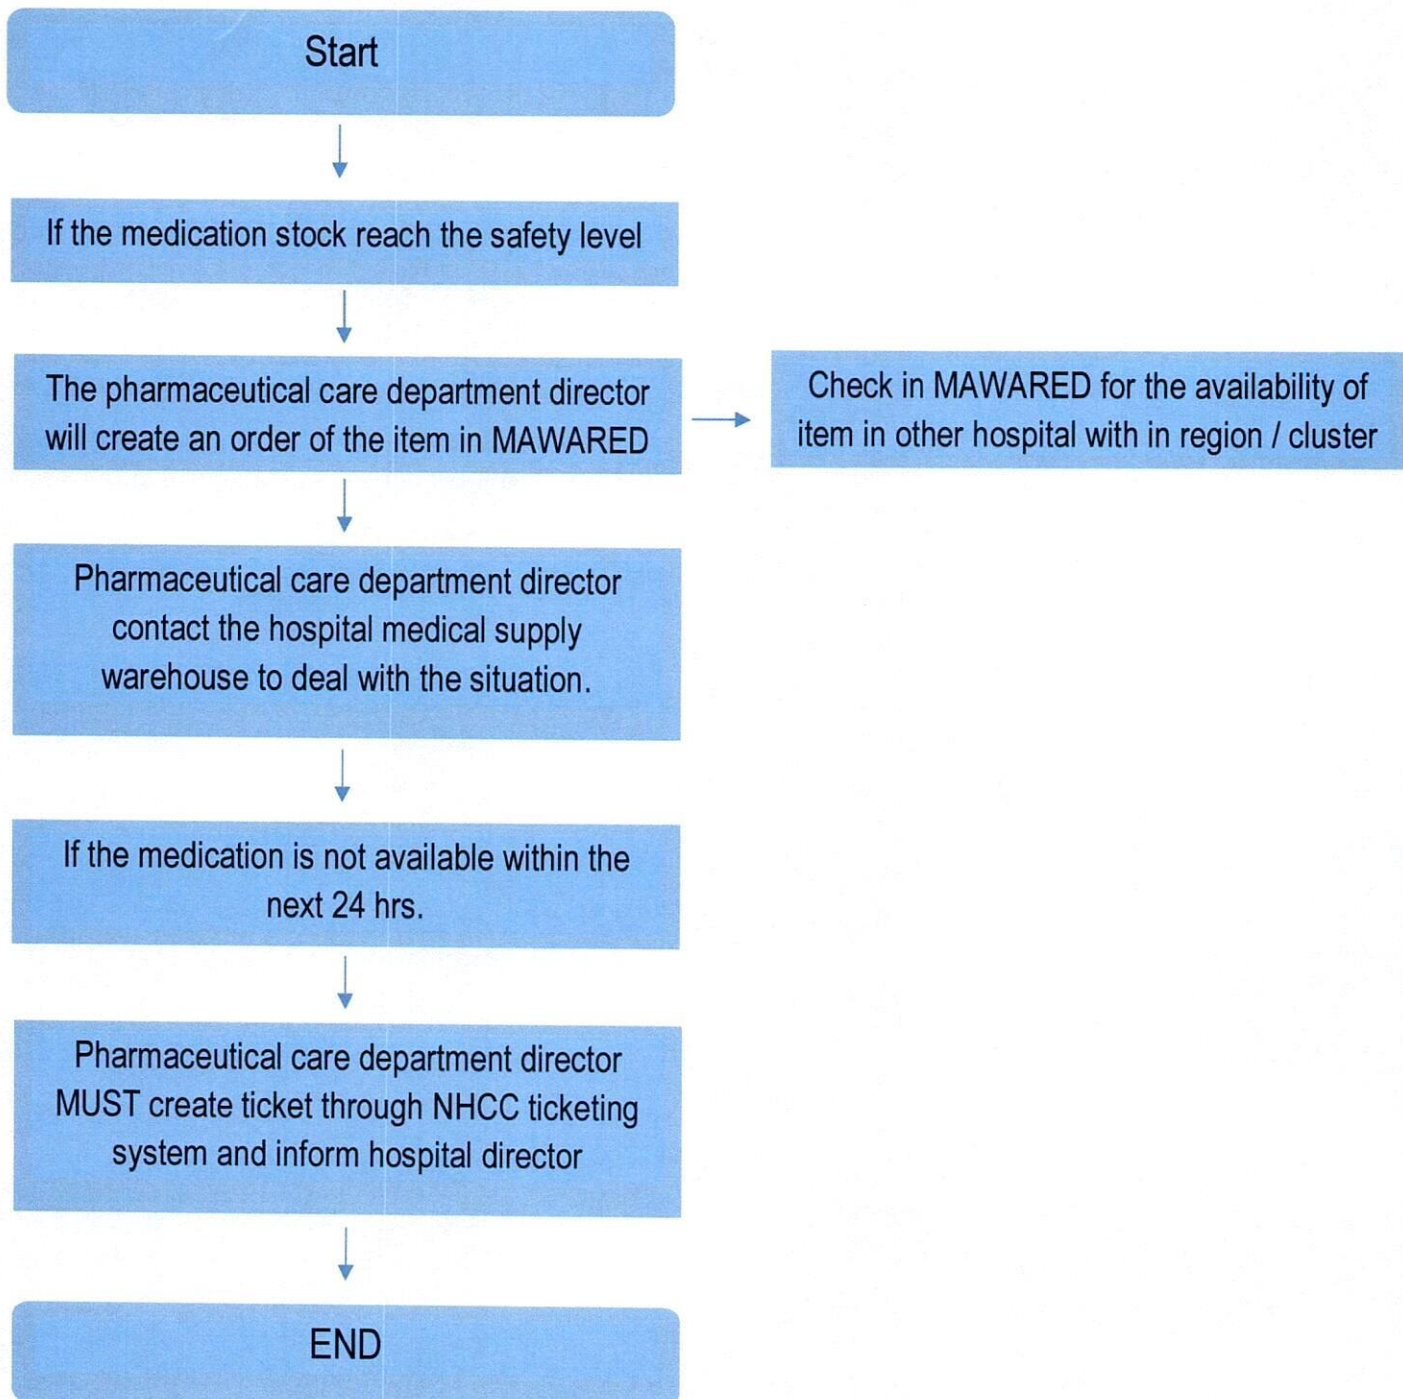 Start
If the medication stock reach the safety level
The pharmaceutical care department director
will create an order of the item in MAWARED
Check in MAWARED for the availability of
item in other hospital with in region / cluster
Pharmaceutical care department director
contact the hospital medical supply
warehouse to deal with the situation.
If the medication is not available within the
next 24 hrs.
Pharmaceutical care department director
MUST create ticket through NHCC ticketing
system and inform hospital director
END